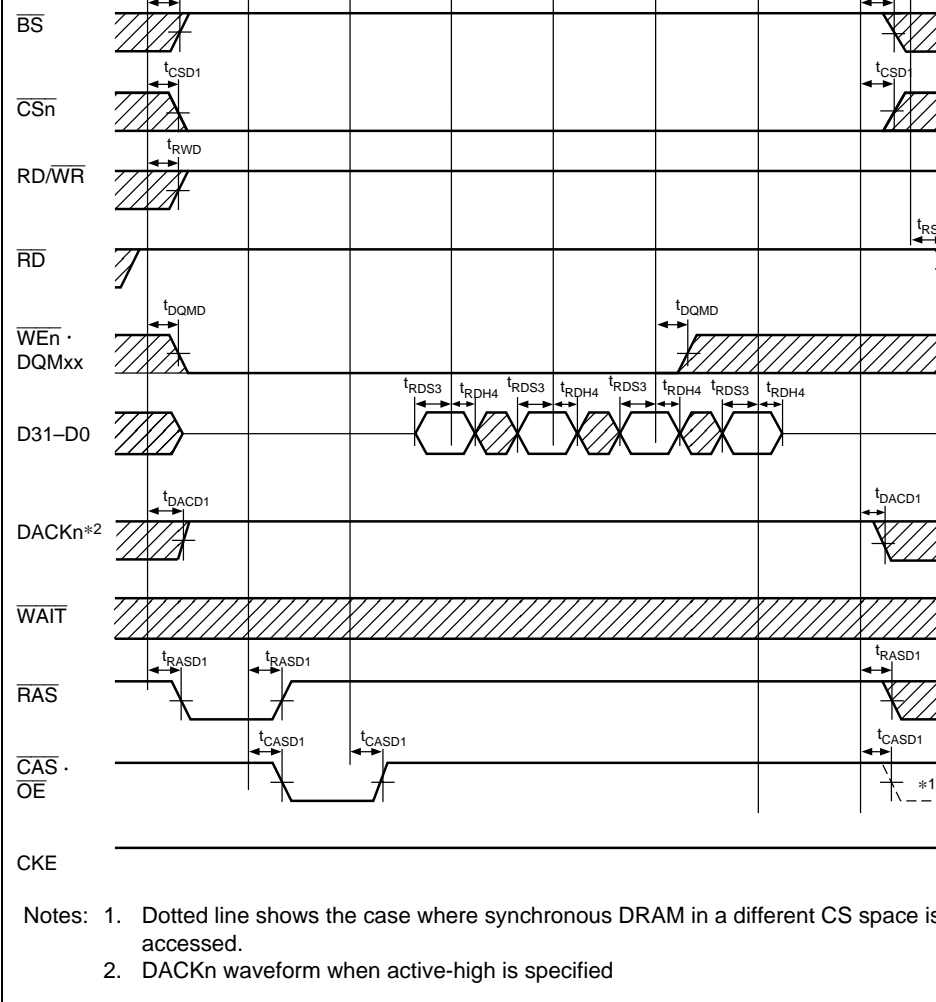 BS
tCSD1 tCSD1
CSn
tRWD
RD/WR
tRS
RD
tDQMD tDQMD
WEn ·
DQMxx
tRDS3 tRDH4 tRDS3 tRDH4 tRDS3 tRDH4 tRDS3 tRDH4
D31–D0
tDACD1 tDACD1
DACKn*2
WAIT
tRASD1 tRASD1 tRASD1
RAS
tCASD1 tCASD1 tCASD1
CAS ·
OE
*1
CKE
Notes: 1. Dotted line shows the case where synchronous DRAM in a different CS space is
accessed.
2. DACKn waveform when active-high is specified